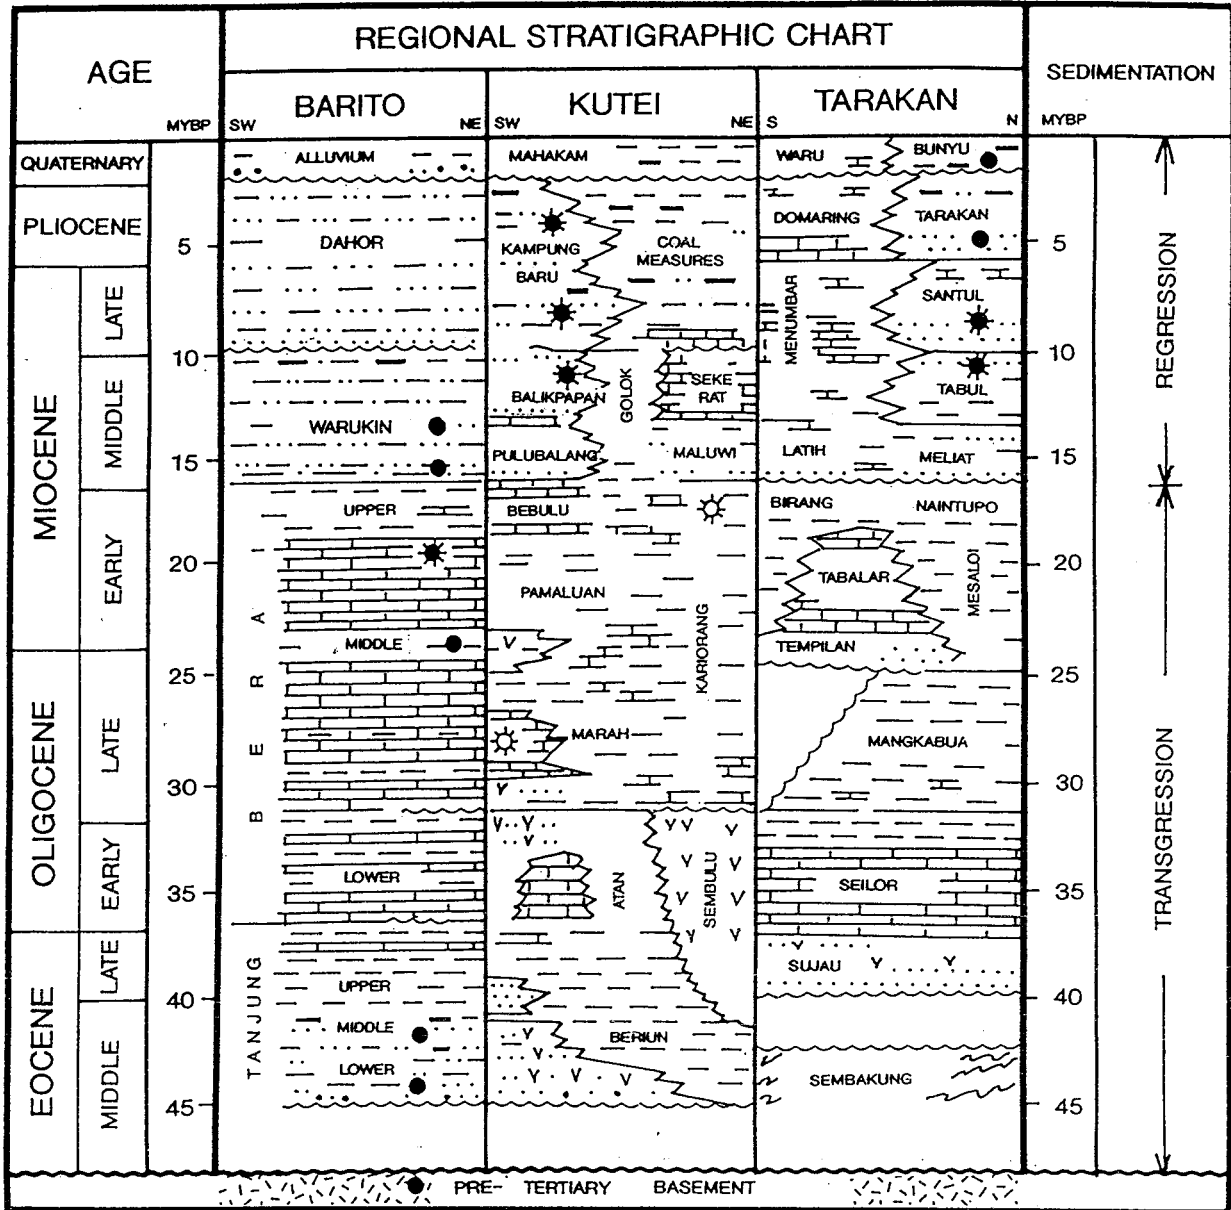 REGIONAL STRATIGRAPHIC CHART
AGE
SEDIMENTATION
BARITO
KUTEI
TARAKAN
MYBP
SW
NE
SW
NE
S
N
MYBP
QUATERNARY
PLIOCENE
MIOCENE
LATE
MIDDLE
EARLY
OLIGOCENE
LATE
EARLY
EOCENE
LATE
MIDDLE
5
10
15
20
25
30
35
40
45
ALLUVIUM
DAHOR
WARUKIN
UPPER
MIDDLE
LOWER
BERAI
UPPER
MIDDLE
LOWER
TANJUNG
MAHAKAM
KAMPUNG
BARU
COAL
MEASURES
BALIKPAPAN
GOLOK
SEKE
RAT
PULUBALANG
MALUWI
BEBULU
PAMALUAN
KARIORANG
MARAH
ATAN
SEMBULU
BERIUN
WARU
BUNYU
DOMARING
TARAKAN
MENUMBAR
SANTUL
TABUL
LATIH
MELIAT
BIRANG
NAINTUPO
TABALAR
MESALOI
TEMPILAN
MANGKABUA
SEILOR
SUJAU
SEMBAKUNG
5
10
15
20
25
30
35
40
45
REGRESSION
TRANSGRESSION
PRE- TERTIARY BASEMENT